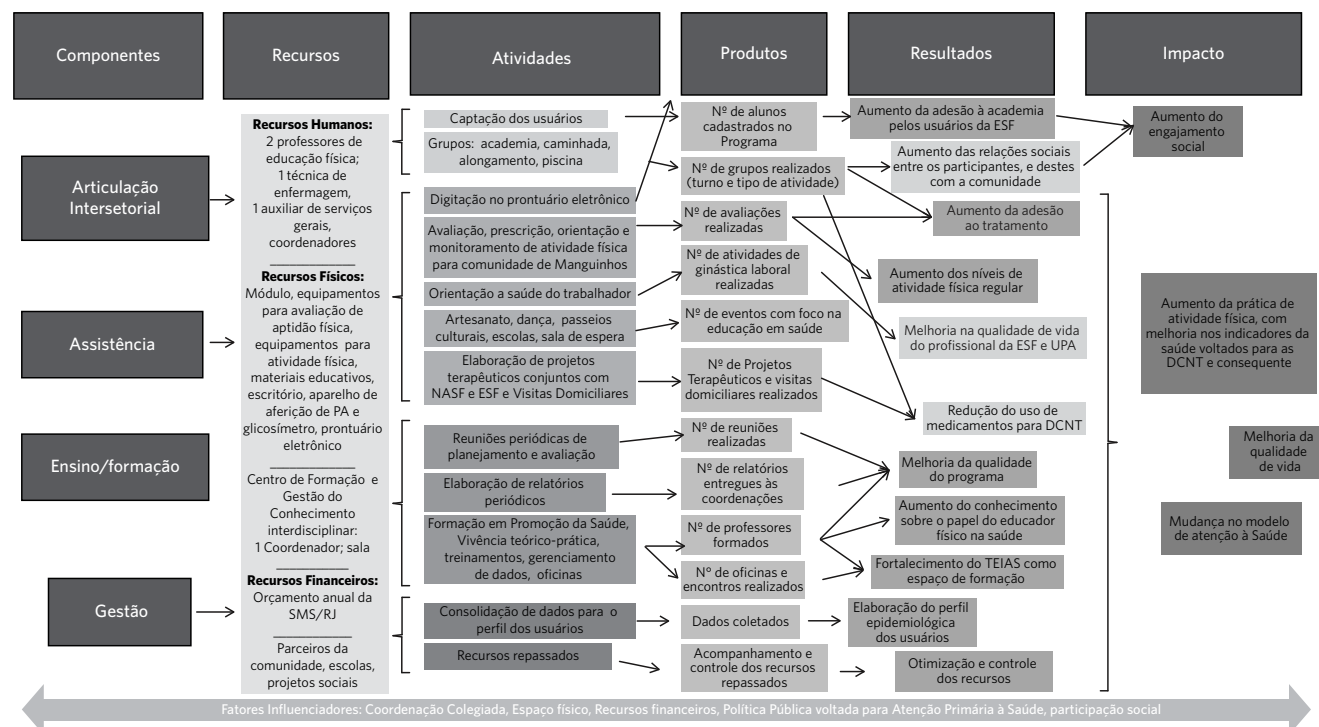 Componentes
Recursos
Atividades
Produtos
Resultados
Impacto
Articulação
Intersetorial
Assistência
Ensino/formação
Gestão
Recursos Humanos:
2 professores de
educação física;
1 técnica de
enfermagem,
1 auxiliar de serviços
gerais,
coordenadores
Recursos Físicos:
Módulo, equipamentos
para avaliação de
aptidão física,
equipamentos para
atividade física,
materiais educativos,
escritório, aparelho de
aferição de PA e
glicosímetro, prontuário
eletrônico
Centro de Formação e
Gestão do
Conhecimento
interdisciplinar:
1 Coordenador; sala
Recursos Financeiros:
Orçamento anual da
SMS/RJ
Parceiros da
comunidade, escolas,
projetos sociais
Captação dos usuários
Grupos: academia, caminhada,
alongamento, piscina
Digitação no prontuário eletrônico
Avaliação, prescrição, orientação e
monitoramento de atividade física
para comunidade de Manguinhos
Orientação a saúde do trabalhador
Artesanato, dança, passeios
culturais, escolas, sala de espera
Elaboração de projetos
terapêuticos conjuntos com
NASF e ESF e Visitas Domiciliares
Reuniões periódicas de
planejamento e avaliação
Elaboração de relatórios
periódicos
Formação em Promoção da Saúde,
Vivência teórico-prática,
treinamentos, gerenciamento
de dados, oficinas
Consolidação de dados para o
perfil dos usuários
Recursos repassados
Nº de alunos
cadastrados no
Programa
Nº de grupos realizados
(turno e tipo de atividade)
Nº de avaliações
realizadas
Nº de atividades de
ginástica laboral
realizadas
Nº de eventos com foco na
educação em saúde
Nº de Projetos
Terapêuticos e visitas
domiciliares realizados
Nº de reuniões
realizadas
Nº de relatórios
entregues às
coordenações
Nº de professores
formados
Nº de oficinas e
encontros realizados
Dados coletados
Acompanhamento e
controle dos recursos
repassados
Aumento da adesão à academia
pelos usuários da ESF
Aumento das relações sociais
entre os participantes, e destes
com a comunidade
Aumento da adesão
ao tratamento
Aumento dos níveis de
atividade física regular
Melhoria na qualidade de vida
do profissional da ESF e UPA
Redução do uso de
medicamentos para DCNT
Melhoria da qualidade
do programa
Aumento do conhecimento
sobre o papel do educador
físico na saúde
Fortalecimento do TEIAS como
espaço de formação
Elaboração do perfil
epidemiológica
dos usuários
Otimização e controle
dos recursos
Aumento do
engajamento
social
Aumento da prática de
atividade física, com
melhoria nos indicadores da
saúde voltados para as
DCNT e consequente
Melhoria da
qualidade
de vida
Mudança no modelo
de atenção à Saúde
Fatores Influenciadores: Coordenação Colegiada, Espaço físico, Recursos financeiros, Política Pública voltada para Atenção Primária à Saúde, participação social